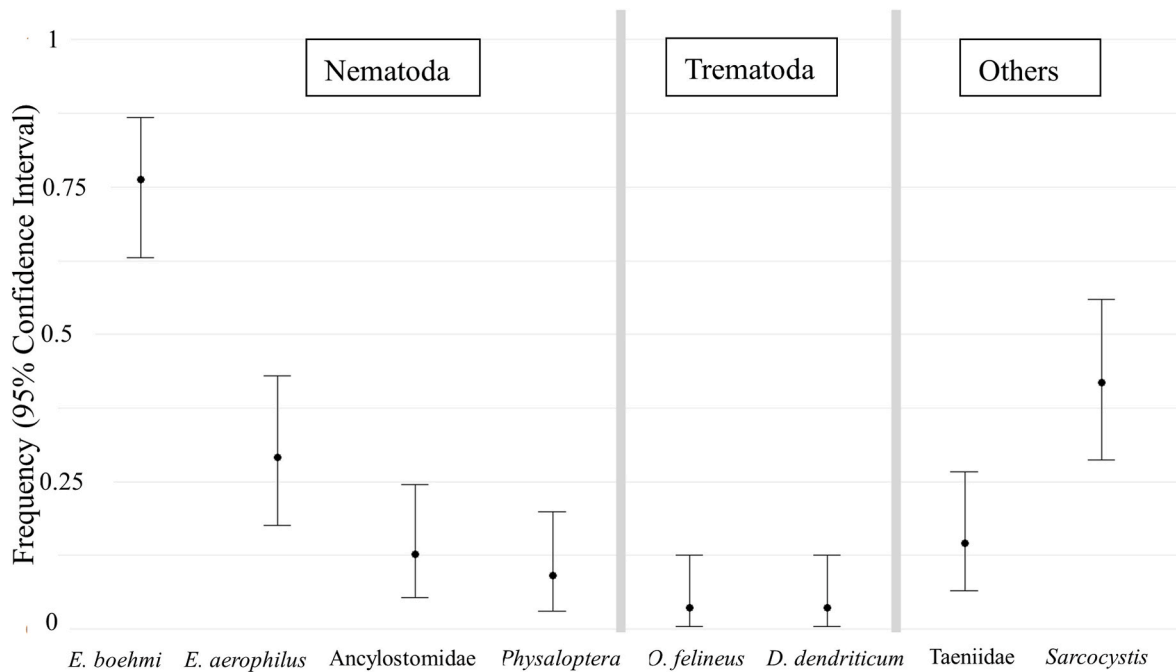 Frequency (95% Confidence Interval)
1
0.75
0.5
0.25
0
Nematoda
Trematoda
Others
E. boehmi E. aerophilus Ancylostomidae Physaloptera O. felineus D. dendriticum Taeniidae Sarcocystis